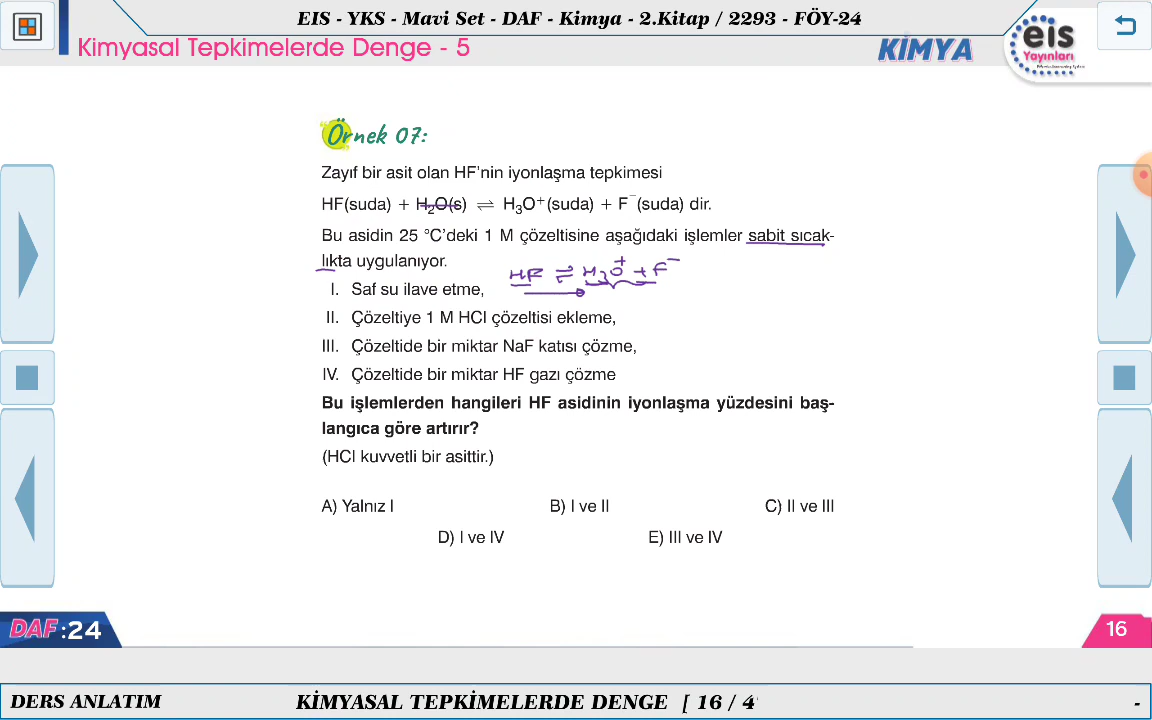 EIS - YKS - Mavi Set - DAF - Kimya - 2.Kitap / 2293 - FÖY-24
Kimyasal Tepkimelerde Denge - 5
KİMYA
eis
Yayınları
Örnek 07:
Zayıf bir asit olan HF'nin iyonlaşma tepkimesi
HF(suda) + H₂O(s) ⇌ H₃O⁺(suda) + F⁻(suda) dir.
Bu asidin 25 °C'deki 1 M çözeltisine aşağıdaki işlemler sabit sıcak-
lıkta uygulanıyor.
HF ⇌ H₃O⁺ + F⁻
I. Saf su ilave etme,
II. Çözeltiye 1 M HCl çözeltisi ekleme,
III. Çözeltide bir miktar NaF katısı çözme,
IV. Çözeltide bir miktar HF gazı çözme
Bu işlemlerden hangileri HF asidinin iyonlaşma yüzdesini baş-
langıca göre artırır?
(HCl kuvvetli bir asittir.)
A) Yalnız I B) I ve II C) II ve III
D) I ve IV E) III ve IV
DAF:24
16
DERS ANLATIM KİMYASAL TEPKİMELERDE DENGE [ 16 / 4 -